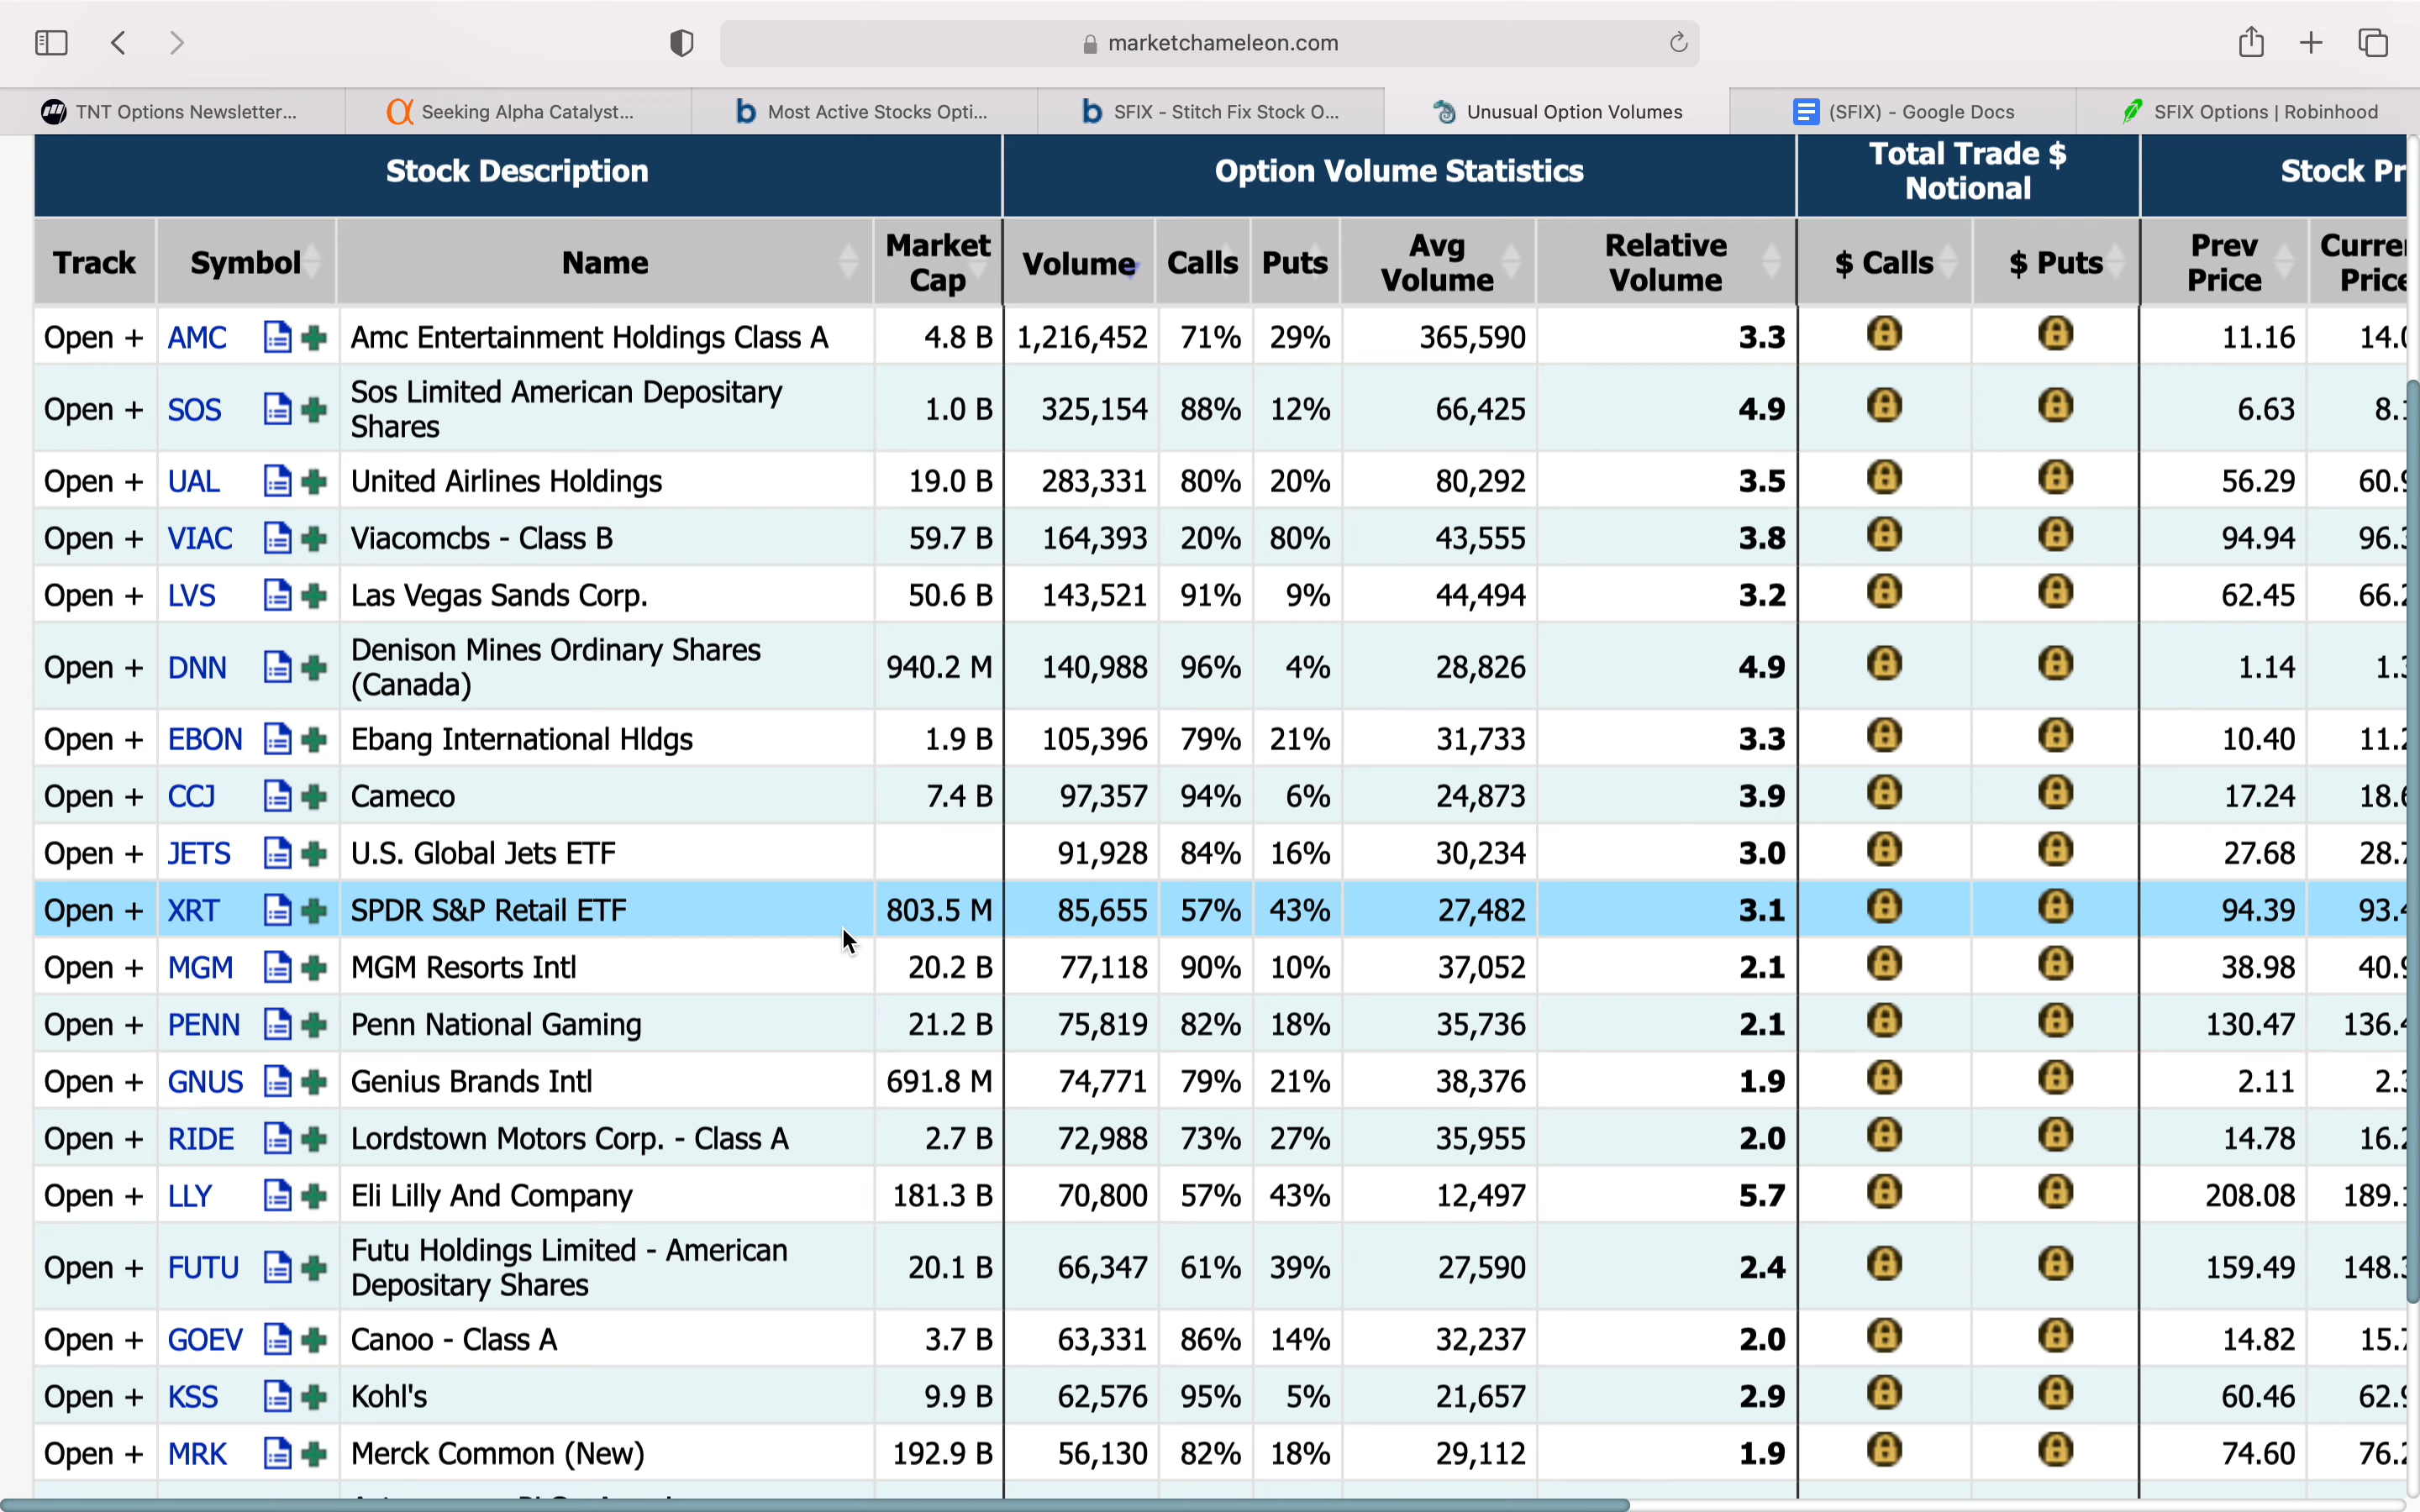 marketchameleon.com
TNT Options Newsletter...
Seeking Alpha Catalyst...
Most Active Stocks Opti...
SFIX - Stitch Fix Stock O...
Unusual Option Volumes
(SFIX) - Google Docs
SFIX Options | Robinhood
Stock Description Option Volume Statistics Total Trade $ Stock Pr
Notional
Track Symbol Name Market Cap Volume Calls Puts Avg Volume Relative Volume $ Calls $ Puts Prev Price Curre Price
Open + AMC Amc Entertainment Holdings Class A 4.8 B 1,216,452 71% 29% 365,590 3.3 11.16 14.0
Open + SOS Sos Limited American Depositary Shares 1.0 B 325,154 88% 12% 66,425 4.9 6.63 8.
Open + UAL United Airlines Holdings 19.0 B 283,331 80% 20% 80,292 3.5 56.29 60.9
Open + VIAC Viacomcbs - Class B 59.7 B 164,393 20% 80% 43,555 3.8 94.94 96.3
Open + LVS Las Vegas Sands Corp. 50.6 B 143,521 91% 9% 44,494 3.2 62.45 66.2
Open + DNN Denison Mines Ordinary Shares (Canada) 940.2 M 140,988 96% 4% 28,826 4.9 1.14 1.3
Open + EBON Ebang International Hldgs 1.9 B 105,396 79% 21% 31,733 3.3 10.40 11.2
Open + CCJ Cameco 7.4 B 97,357 94% 6% 24,873 3.9 17.24 18.6
Open + JETS U.S. Global Jets ETF 91,928 84% 16% 30,234 3.0 27.68 28.7
Open + XRT SPDR S&P Retail ETF 803.5 M 85,655 57% 43% 27,482 3.1 94.39 93.4
Open + MGM MGM Resorts Intl 20.2 B 77,118 90% 10% 37,052 2.1 38.98 40.9
Open + PENN Penn National Gaming 21.2 B 75,819 82% 18% 35,736 2.1 130.47 136.4
Open + GNUS Genius Brands Intl 691.8 M 74,771 79% 21% 38,376 1.9 2.11 2.3
Open + RIDE Lordstown Motors Corp. - Class A 2.7 B 72,988 73% 27% 35,955 2.0 14.78 16.2
Open + LLY Eli Lilly And Company 181.3 B 70,800 57% 43% 12,497 5.7 208.08 189.1
Open + FUTU Futu Holdings Limited - American Depositary Shares 20.1 B 66,347 61% 39% 27,590 2.4 159.49 148.3
Open + GOEV Canoo - Class A 3.7 B 63,331 86% 14% 32,237 2.0 14.82 15.7
Open + KSS Kohl's 9.9 B 62,576 95% 5% 21,657 2.9 60.46 62.9
Open + MRK Merck Common (New) 192.9 B 56,130 82% 18% 29,112 1.9 74.60 76.2